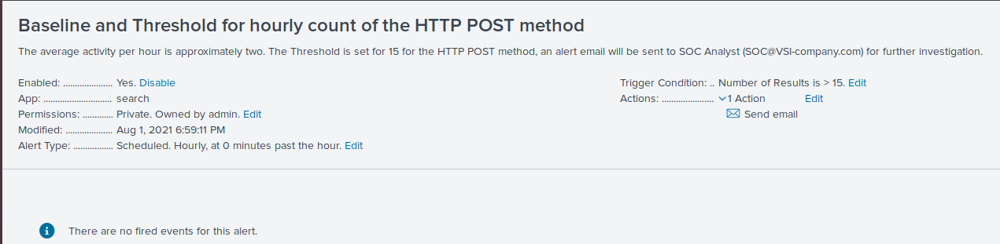 Baseline and Threshold for hourly count of the HTTP POST method
The average activity per hour is approximately two. The Threshold is set for 15 for the HTTP POST method, an alert email will be sent to SOC Analyst (SOC@VSI-company.com) for further investigation.
Enabled: ..................... Yes. Disable
App: ............................. search
Permissions: ............. Private. Owned by admin. Edit
Modified: .................... Aug 1, 2021 6:59:11 PM
Alert Type: ................. Scheduled. Hourly, at 0 minutes past the hour. Edit
Trigger Condition: .. Number of Results is > 15. Edit
Actions: ...................... 1 Action Edit
Send email
There are no fired events for this alert.